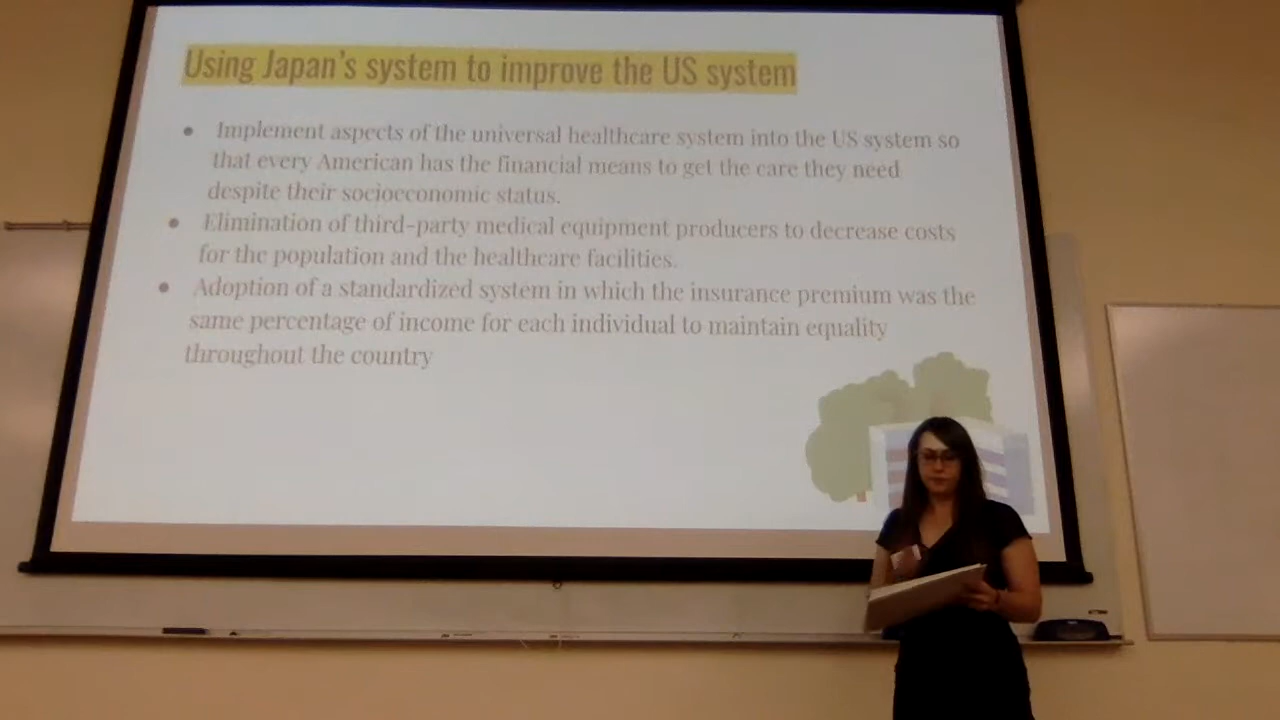 Using Japan's system to improve the US system
● Implement aspects of the universal healthcare system into the US system so
that every American has the financial means to get the care they need
despite their socioeconomic status.
● Elimination of third-party medical equipment producers to decrease costs
for the population and the healthcare facilities.
● Adoption of a standardized system in which the insurance premium was the
same percentage of income for each individual to maintain equality
throughout the country